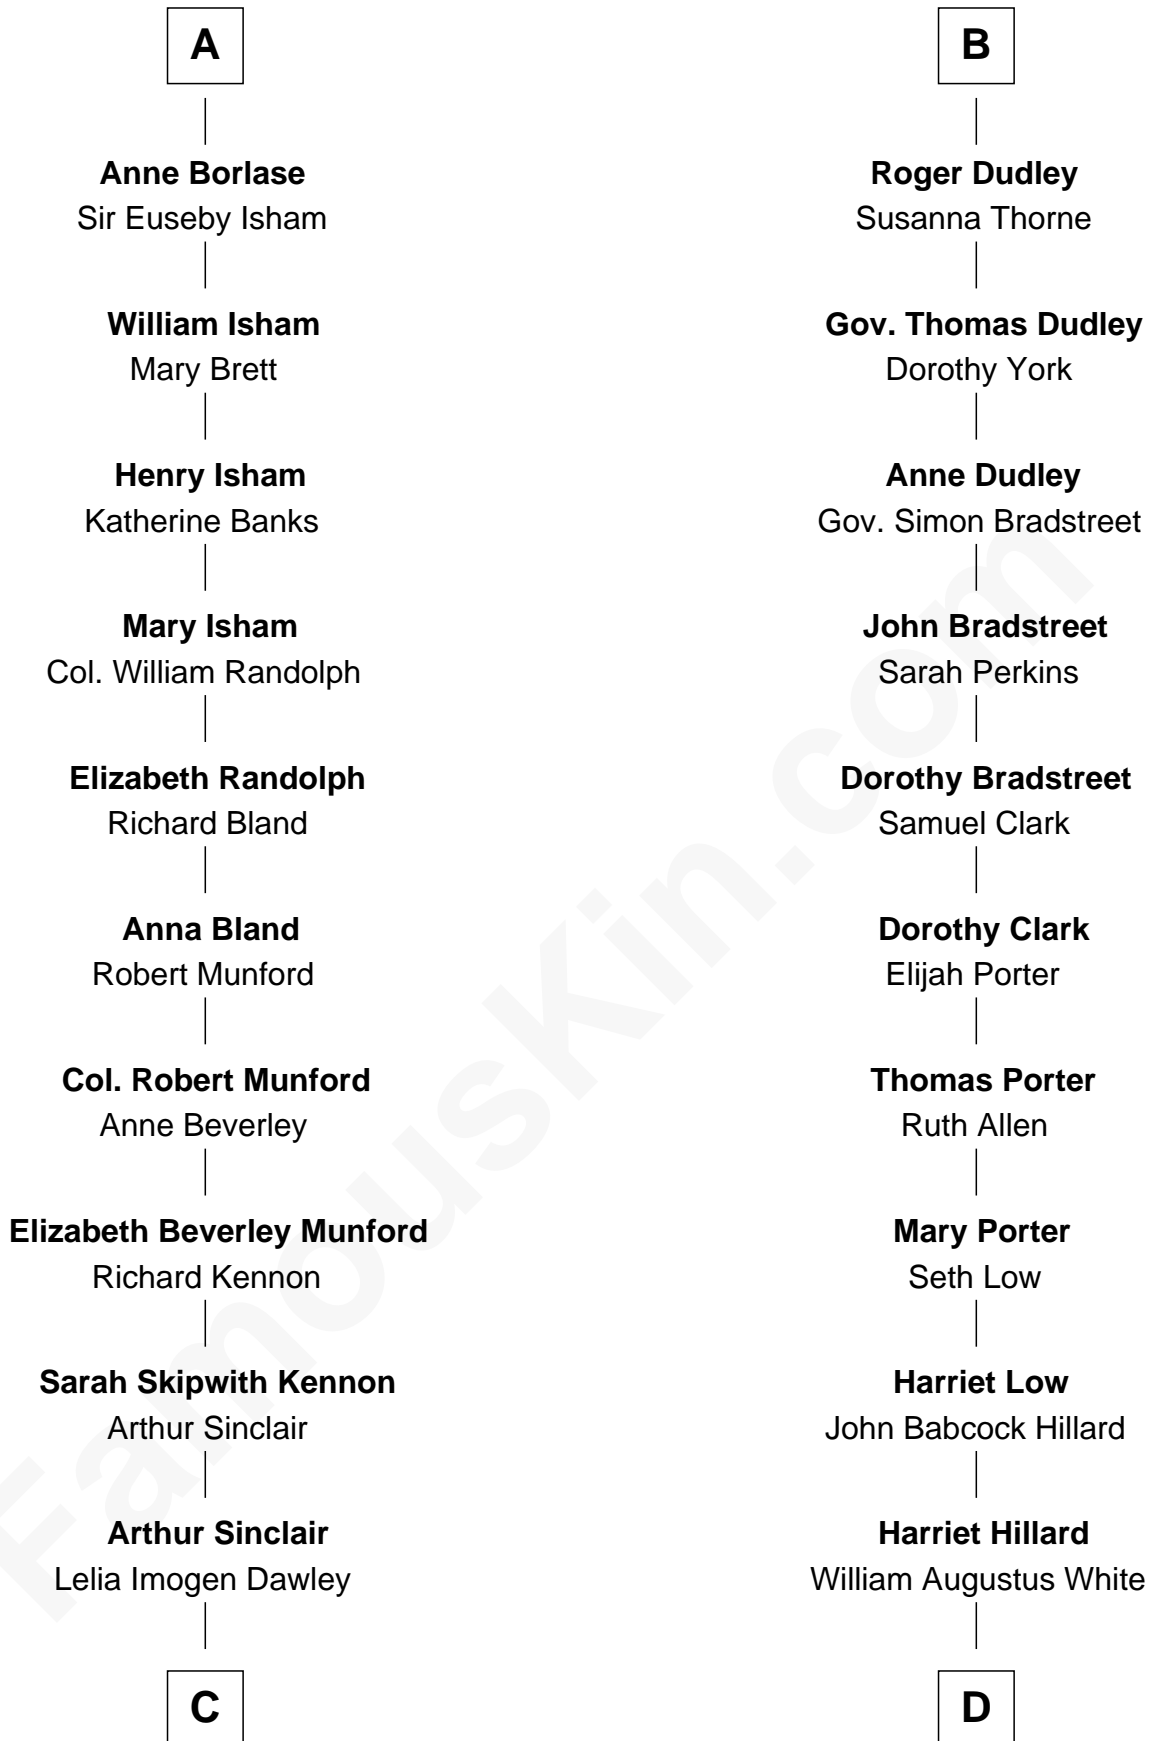 A
Anne Borlase
Sir Euseby Isham
William Isham
Mary Brett
Henry Isham
Katherine Banks
Mary Isham
Col. William Randolph
Elizabeth Randolph
Richard Bland
Anna Bland
Robert Munford
Col. Robert Munford
Anne Beverley
Elizabeth Beverley Munford
Richard Kennon
Sarah Skipwith Kennon
Arthur Sinclair
Arthur Sinclair
Lelia Imogen Dawley
C
B
Roger Dudley
Susanna Thorne
Gov. Thomas Dudley
Dorothy York
Anne Dudley
Gov. Simon Bradstreet
John Bradstreet
Sarah Perkins
Dorothy Bradstreet
Samuel Clark
Dorothy Clark
Elijah Porter
Thomas Porter
Ruth Allen
Mary Porter
Seth Low
Harriet Low
John Babcock Hillard
Harriet Hillard
William Augustus White
D
FamousKin.com